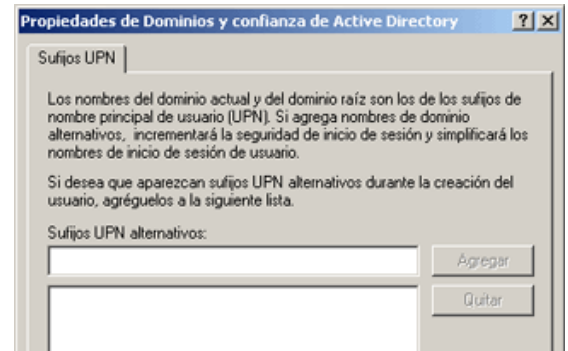 Propiedades de Dominios y confianza de Active Directory
Sufijos UPN
Los nombres del dominio actual y del dominio raíz son los de los sufijos de
nombre principal de usuario (UPN). Si agrega nombres de dominio
alternativos, incrementará la seguridad de inicio de sesión y simplificará los
nombres de inicio de sesión de usuario.
Si desea que aparezcan sufijos UPN alternativos durante la creación del
usuario, agréguelos a la siguiente lista.
Sufijos UPN alternativos:
Agregar
Quitar